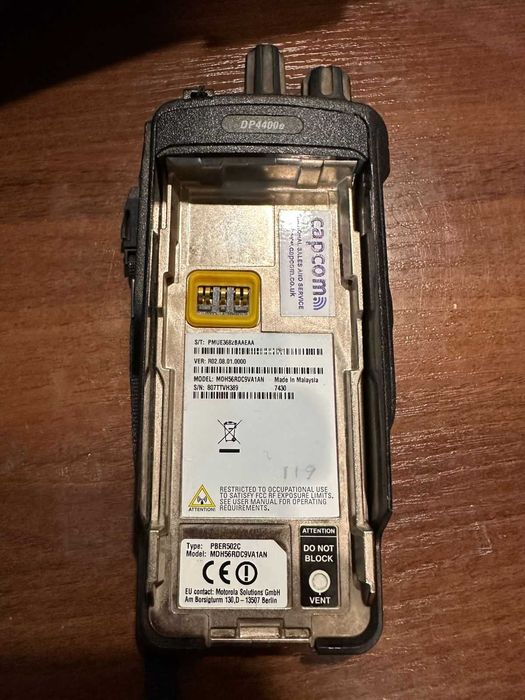 DP4400e
capcom
NATIONAL SALES AND SERVICE
www.capcom.co.uk
S/T: PMUE3682BAAEAA
VER: R02.08.01.0000
MODEL: MDH56RDC9VA1AN Made In Malaysia
S/N: 807TTVH389 7430
119
RESTRICTED TO OCCUPATIONAL USE
TO SATISFY FCC RF EXPOSURE LIMITS.
SEE USER MANUAL FOR OPERATING
REQUIREMENTS.
ATTENTION!
Type: PBER502C
Model: MDH56RDC9VA1AN
CE
EU contact: Motorola Solutions GmbH
Am Borsigturm 130,D – 13507 Berlin
ATTENTION
DO NOT
BLOCK
VENT